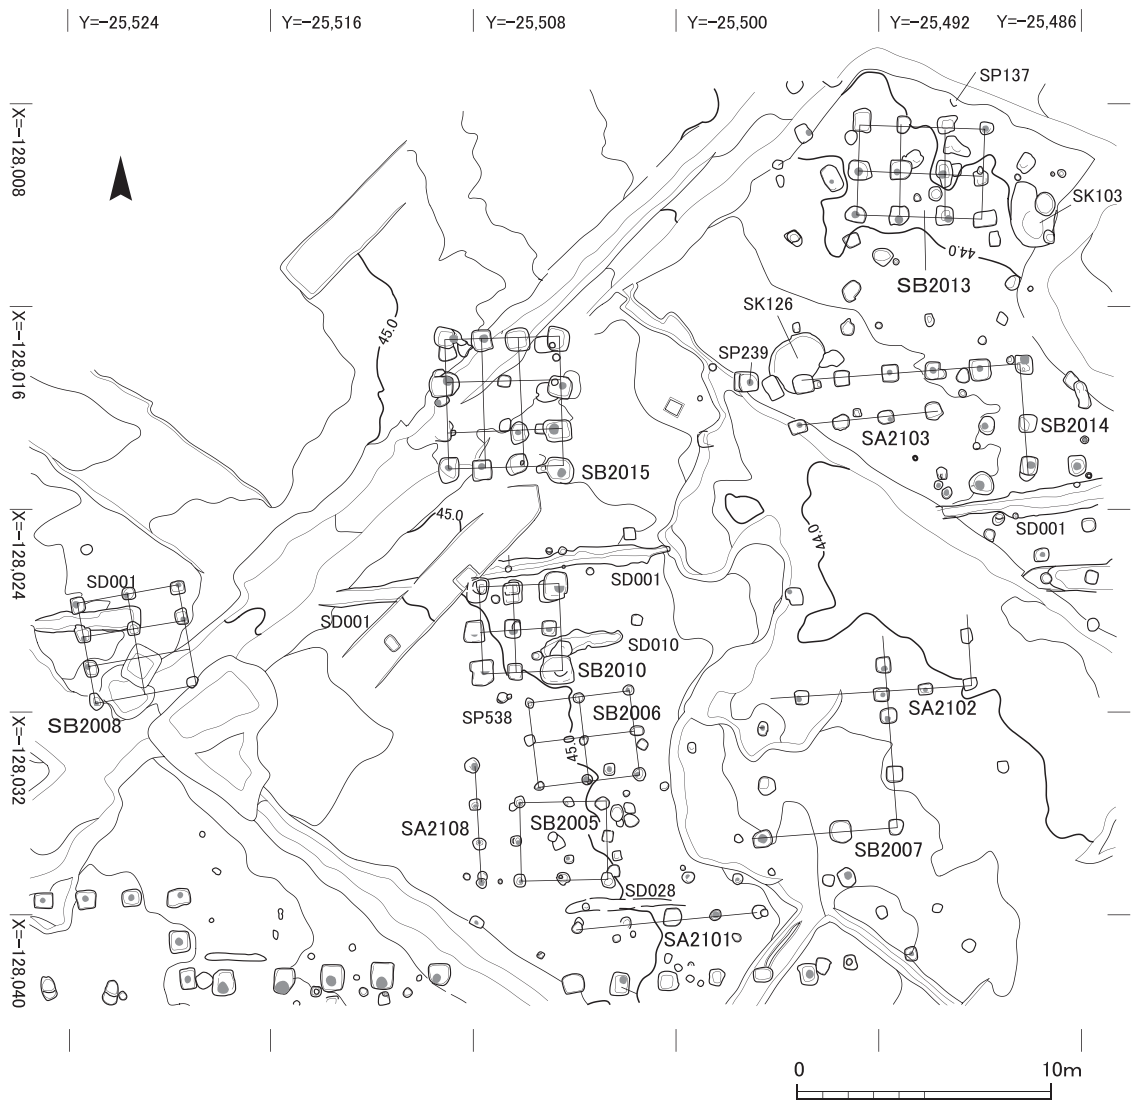 Y=-25,524
Y=-25,516
Y=-25,508
Y=-25,500
Y=-25,492
Y=-25,486
SP137
X=-128,008
SK103
44.0
SB2013
SK126
45.0
X=-128,016
SP239
SB2014
SA2103
SB2015
45.0
SD001
44.0
X=-128,024
SD001
SD001
SD001
SD010
SB2010
SB2006
SP538
SA2102
SB2008
45.0
X=-128,032
SB2005
SA2108
SB2007
SD028
SA2101
X=-128,040
0
10m